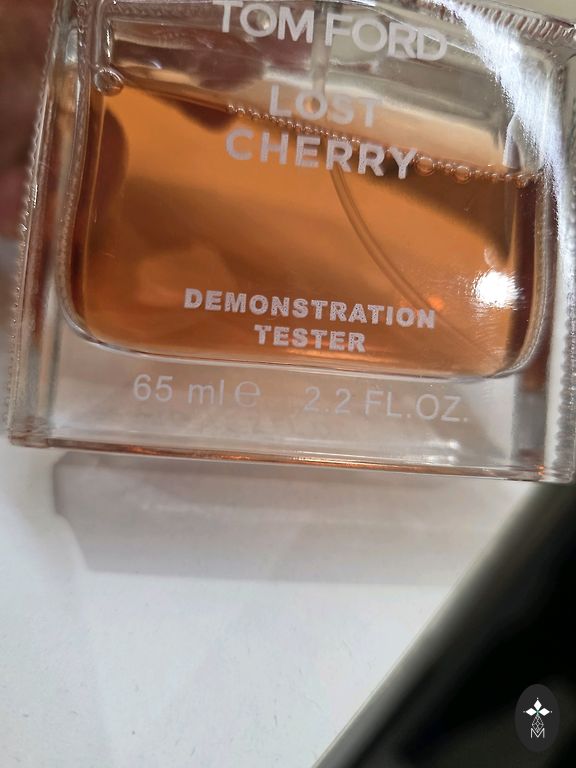 TOM FORD
LOST
CHERRY
DEMONSTRATION
TESTER
65 ml ℮ 2.2 FL.OZ.
M